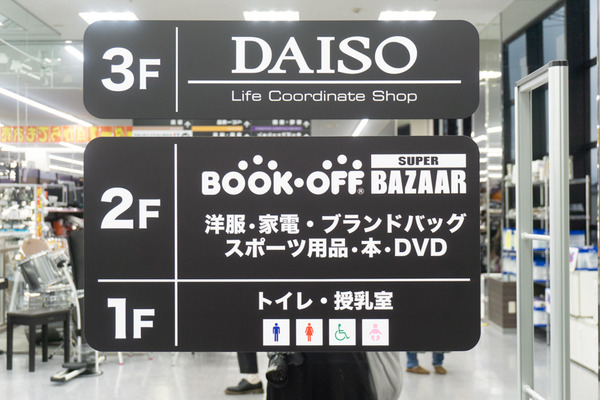 3F
DAISO
Life Coordinate Shop
2F
BOOK・OFF® SUPER BAZAAR
洋服・家電・ブランドバッグ
スポーツ用品・本・DVD
1F
トイレ・授乳室